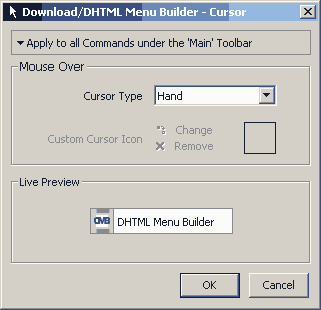 Download/DHTML Menu Builder - Cursor
Apply to all Commands under the 'Main' Toolbar
Mouse Over
Cursor Type Hand
Custom Cursor Icon Change
Remove
Live Preview
DMB DHTML Menu Builder
OK Cancel